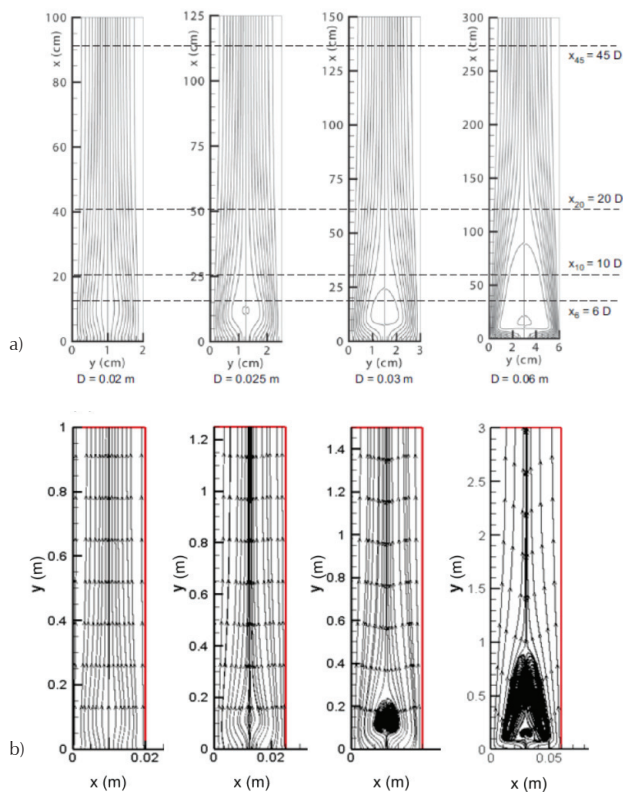 a)
x (cm)
100
80
60
40
20
0
0
1
2
y (cm)
D = 0.02 m
x (cm)
125
100
75
50
25
0
0
1
2
y (cm)
D = 0.025 m
x (cm)
150
125
100
75
50
25
0
0
1
2
3
y (cm)
D = 0.03 m
x (cm)
300
250
200
150
100
50
0
0
2
4
6
y (cm)
D = 0.06 m
x45 = 45 D
x20 = 20 D
x10 = 10 D
x6 = 6 D
b)
y (m)
1
0.8
0.6
0.4
0.2
0
0
0.02
x (m)
y (m)
1.2
1
0.8
0.6
0.4
0.2
0
0
0.02
x (m)
y (m)
1.4
1.2
1
0.8
0.6
0.4
0.2
0
0
0.02
x (m)
y (m)
3
2.5
2
1.5
1
0.5
0
0
0.05
x (m)